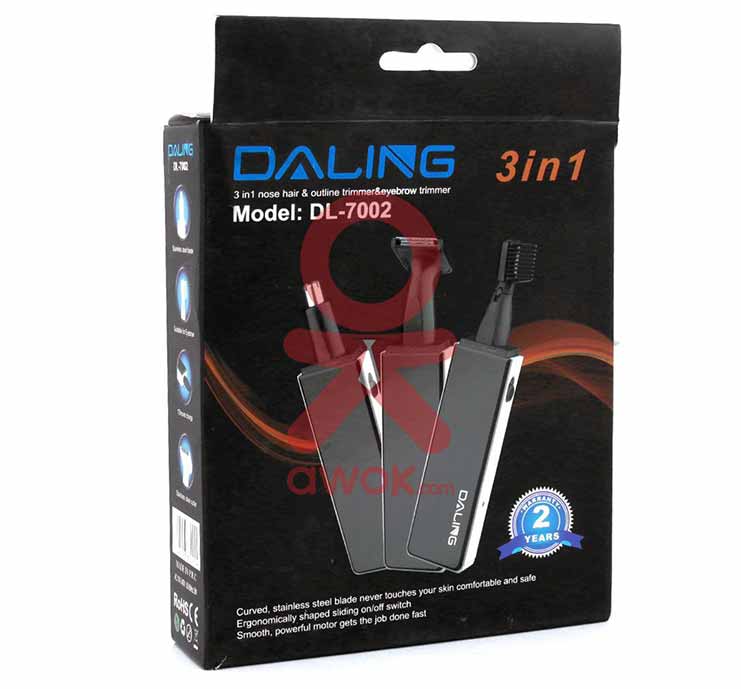 DALING
3in1
3 in1 nose hair & outline trimmer&eyebrow trimmer
Model: DL-7002
DALING
DL-7002
awok.com
DALING
WARRANTY
2
YEARS
Curved, stainless steel blade never touches your skin comfortable and safe
Ergonomically shaped sliding on/off switch
Smooth, powerful motor gets the job done fast
RoHS CE